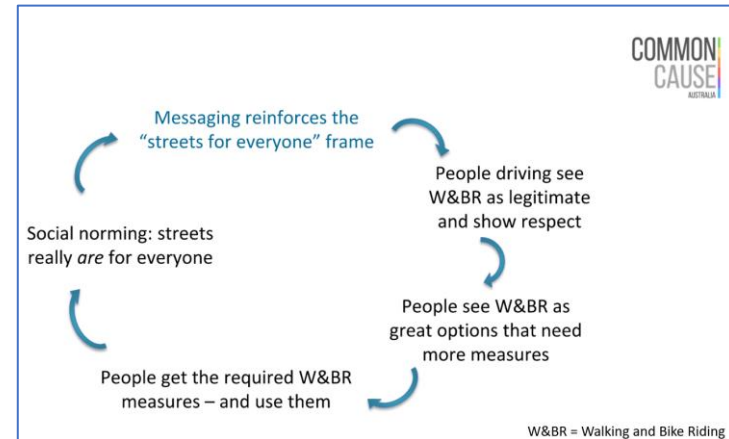 COMMON
CAUSE
AUSTRALIA
Messaging reinforces the
“streets for everyone” frame
People driving see
W&BR as legitimate
and show respect
People see W&BR as
great options that need
more measures
People get the required W&BR
measures – and use them
Social norming: streets
really are for everyone
W&BR = Walking and Bike Riding